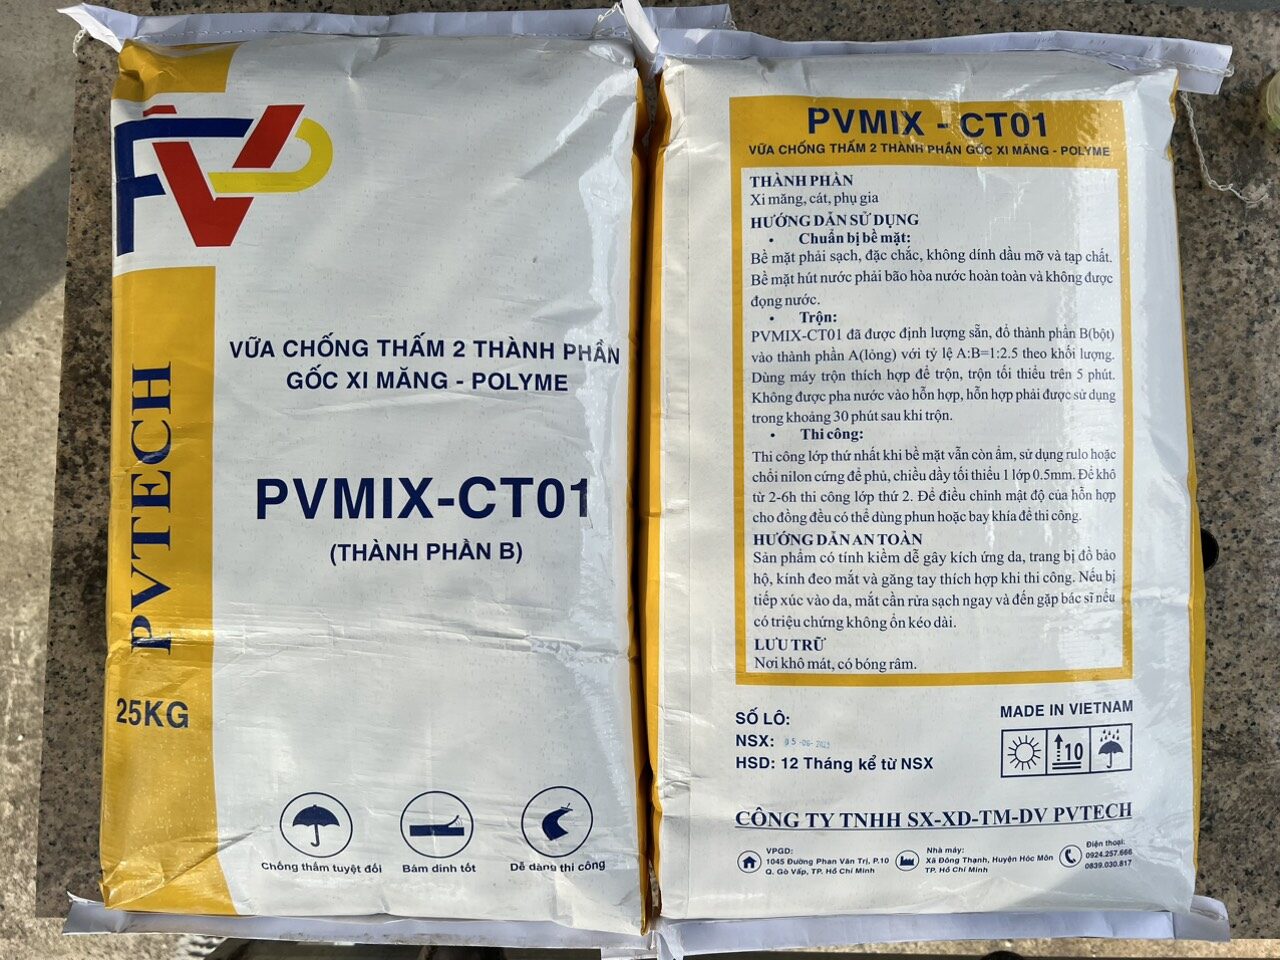 PVTECH
25KG
VỮA CHỐNG THẤM 2 THÀNH PHẦN
GỐC XI MĂNG - POLYME
PVMIX-CT01
(THÀNH PHẦN B)
Chống thấm tuyệt đối
Bám dính tốt
Dễ dàng thi công
PVMIX - CT01
VỮA CHỐNG THẤM 2 THÀNH PHẦN GỐC XI MĂNG - POLYME
THÀNH PHẦN
Xi măng, cát, phụ gia
HƯỚNG DẪN SỬ DỤNG
• Chuẩn bị bề mặt:
Bề mặt phải sạch, đặc chắc, không dính dầu mỡ và tạp chất.
Bề mặt hút nước phải bão hòa nước hoàn toàn và không được
đọng nước.
• Trộn:
PVMIX-CT01 đã được định lượng sẵn, đổ thành phần B(bột)
vào thành phần A(lỏng) với tỷ lệ A:B=1:2.5 theo khối lượng.
Dùng máy trộn thích hợp để trộn, trộn tối thiểu trên 5 phút.
Không được pha nước vào hỗn hợp, hỗn hợp phải được sử dụng
trong khoảng 30 phút sau khi trộn.
• Thi công:
Thi công lớp thứ nhất khi bề mặt vẫn còn ẩm, sử dụng rulo hoặc
chổi nilon cứng để phủ, chiều dầy tối thiểu 1 lớp 0.5mm. Để khô
từ 2-6h thi công lớp thứ 2. Để điều chỉnh mật độ của hỗn hợp
cho đồng đều có thể dùng phun hoặc bay khía để thi công.
HƯỚNG DẪN AN TOÀN
Sản phẩm có tính kiềm dễ gây kích ứng da, trang bị đồ bảo
hộ, kính đeo mắt và găng tay thích hợp khi thi công. Nếu bị
tiếp xúc vào da, mắt cần rửa sạch ngay và đến gặp bác sĩ nếu
có triệu chứng không ổn kéo dài.
LƯU TRỮ
Nơi khô mát, có bóng râm.
SỐ LÔ:
NSX:
HSD: 12 Tháng kể từ NSX
MADE IN VIETNAM
10
CÔNG TY TNHH SX-XD-TM-DV PVTECH
VPGD:
1045 Đường Phan Văn Trị, P.10
Q. Gò Vấp, TP. Hồ Chí Minh
Nhà máy:
Xã Đông Thạnh, Huyện Hóc Môn
TP. Hồ Chí Minh
Điện thoại:
0924.257.666
0839.030.817